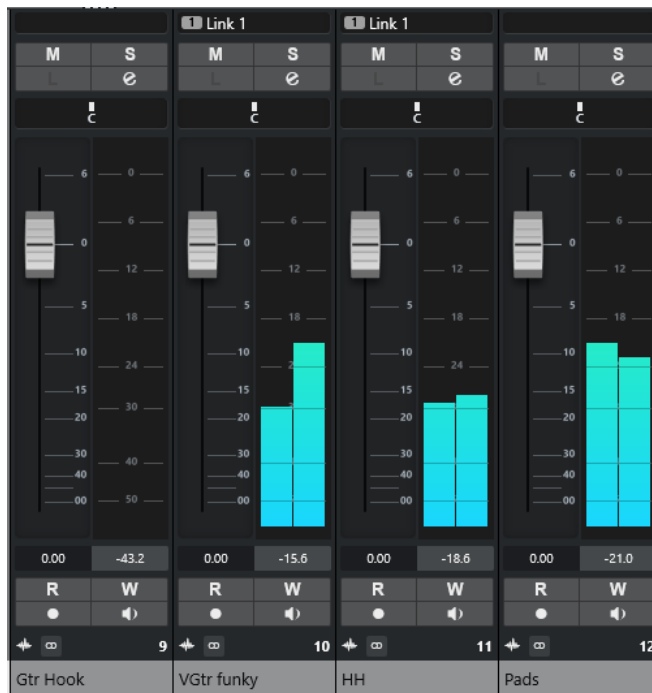 1 Link 1 1 Link 1
M S M S M S M S
L e L e L e e
C C C C
6 0 6 0 6 0 6 0
6 6 6 6
0 0 0 0
12 12 12 12
5 5 5 5
18 18 18 18
10 10 10 10
24 24
15 15 15 15
30
20 20 20 20
30 30 30 30
40 40 40 40 40
00 50 00 00 00
0.00 -43.2 0.00 -15.6 0.00 -18.6 0.00 -21.0
R W R W R W R W
9 10 11 12
Gtr Hook VGtr funky HH Pads